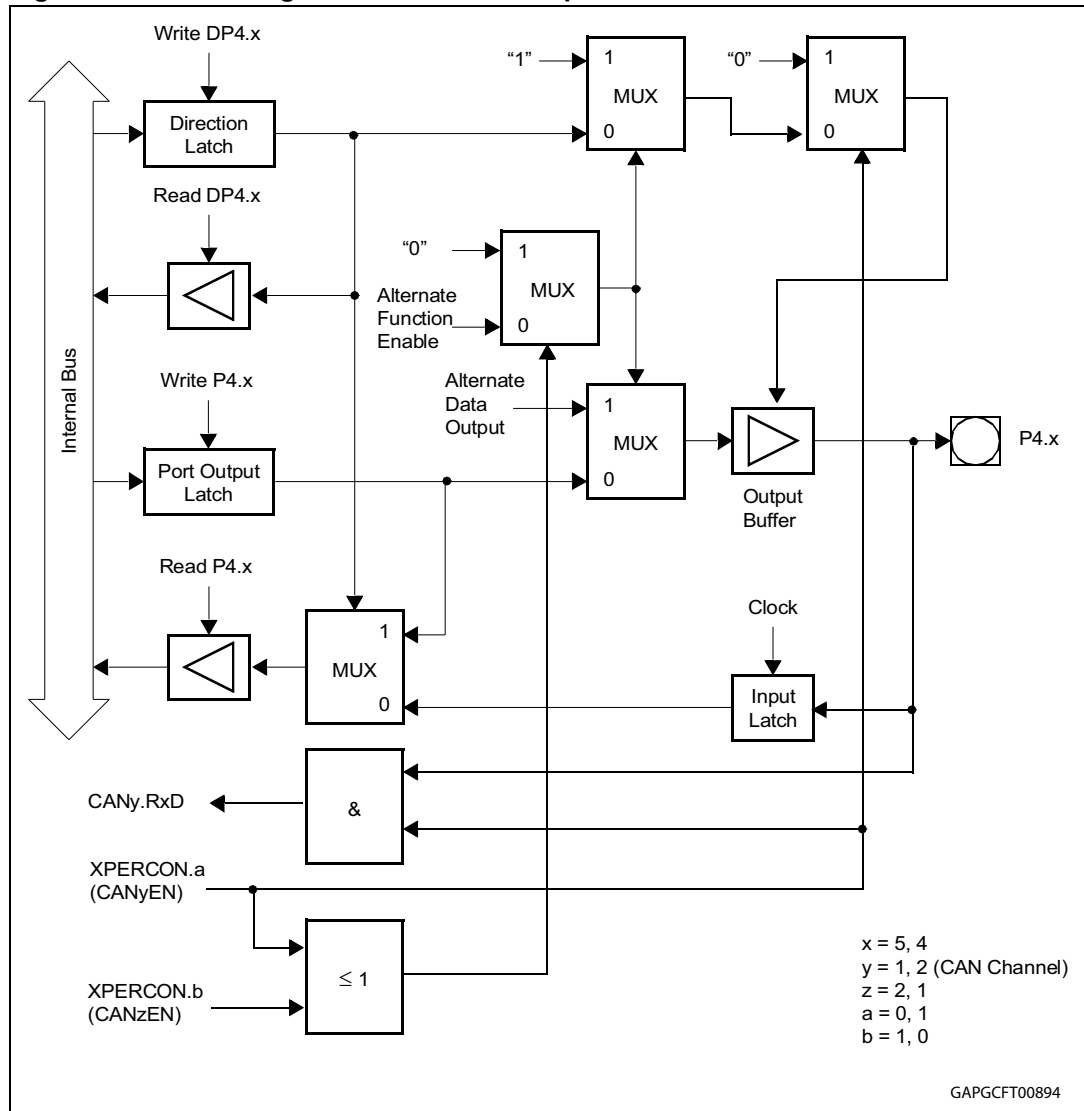 Write DP4.x
"1"
1
MUX
0
"0"
1
MUX
0
Direction
Latch
Read DP4.x
"0"
1
MUX
0
Alternate
Function
Enable
Internal Bus
Write P4.x
Alternate
Data
Output
1
MUX
0
P4.x
Port Output
Latch
Output
Buffer
Read P4.x
Clock
1
MUX
0
Input
Latch
CANy.RxD
&
XPERCON.a
(CANyEN)
≤ 1
XPERCON.b
(CANzEN)
x = 5, 4
y = 1, 2 (CAN Channel)
z = 2, 1
a = 0, 1
b = 1, 0
GAPGCFT00894